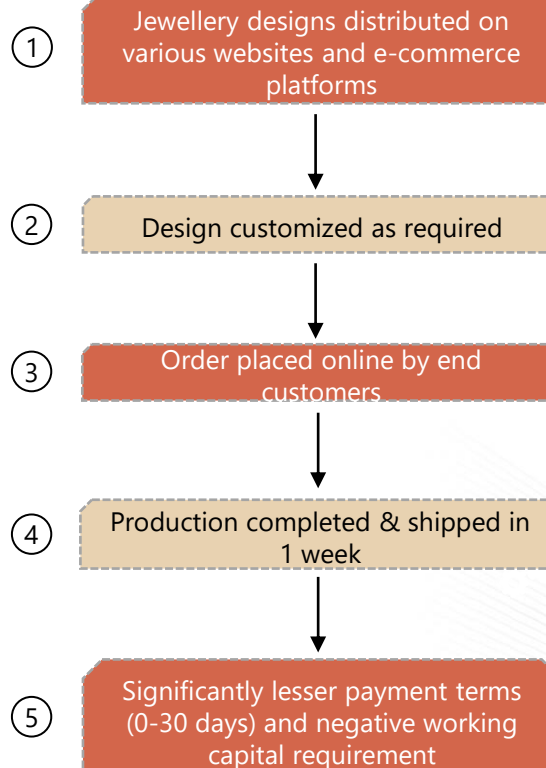 1
Jewellery designs distributed on
various websites and e-commerce
platforms
2
Design customized as required
3
Order placed online by end
customers
4
Production completed & shipped in
1 week
5
Significantly lesser payment terms
(0-30 days) and negative working
capital requirement